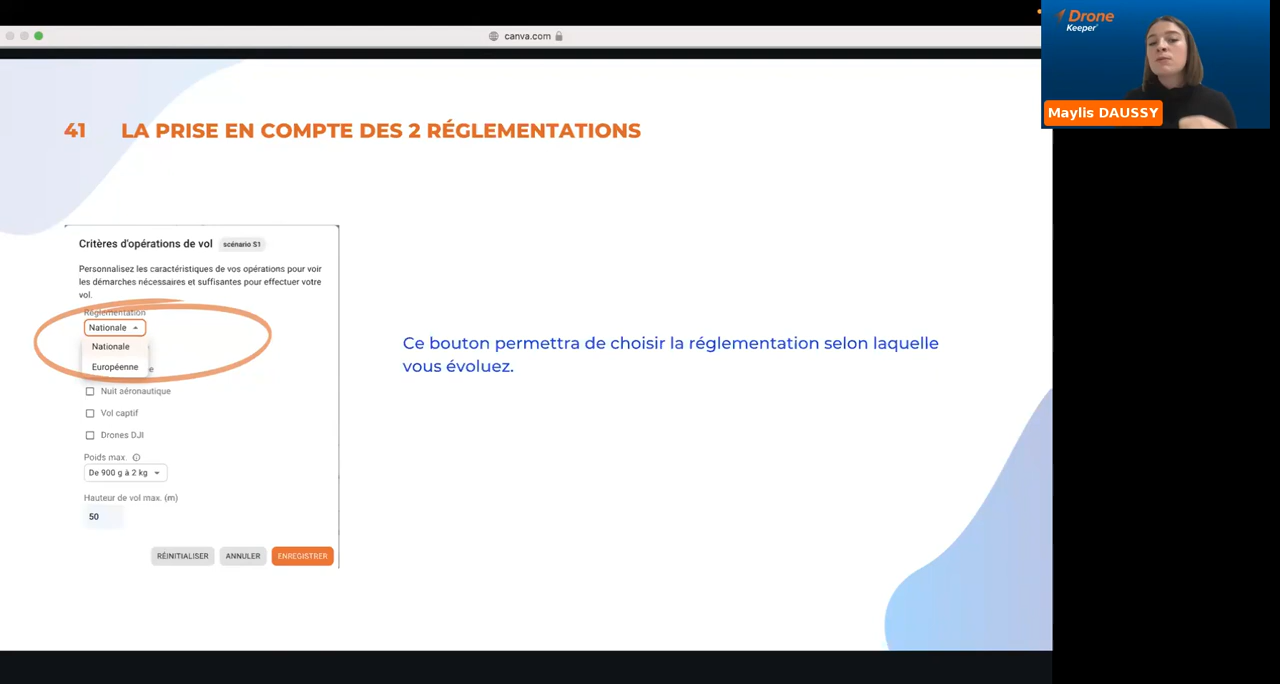 canva.com
Drone
Keeper
Maylis DAUSSY
41 LA PRISE EN COMPTE DES 2 RÉGLEMENTATIONS
Critères d'opérations de vol scénario S1
Personnalisez les caractéristiques de vos opérations pour voir
les démarches nécessaires et suffisantes pour effectuer votre
vol.
Réglementation
Nationale
Nationale
Européenne
Nuit aéronautique
Vol captif
Drones DJI
Poids max.
De 900 g à 2 kg
Hauteur de vol max. (m)
50
RÉINITIALISER ANNULER ENREGISTRER
Ce bouton permettra de choisir la réglementation selon laquelle
vous évoluez.